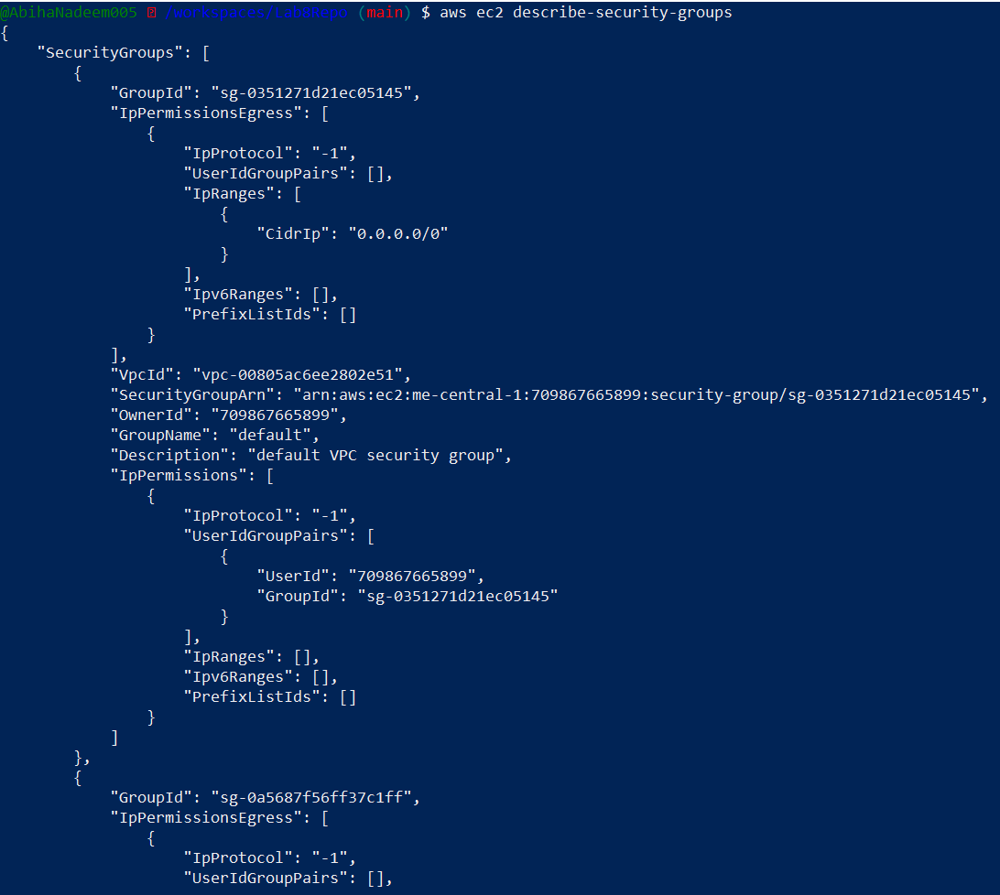 @AbihaNadeem005 /workspaces/Lab8Repo (main) $ aws ec2 describe-security-groups
{
    "SecurityGroups": [
        {
            "GroupId": "sg-0351271d21ec05145",
            "IpPermissionsEgress": [
                {
                    "IpProtocol": "-1",
                    "UserIdGroupPairs": [],
                    "IpRanges": [
                        {
                            "CidrIp": "0.0.0.0/0"
                        }
                    ],
                    "Ipv6Ranges": [],
                    "PrefixListIds": []
                }
            ],
            "VpcId": "vpc-00805ac6ee2802e51",
            "SecurityGroupArn": "arn:aws:ec2:me-central-1:709867665899:security-group/sg-0351271d21ec05145",
            "OwnerId": "709867665899",
            "GroupName": "default",
            "Description": "default VPC security group",
            "IpPermissions": [
                {
                    "IpProtocol": "-1",
                    "UserIdGroupPairs": [
                        {
                            "UserId": "709867665899",
                            "GroupId": "sg-0351271d21ec05145"
                        }
                    ],
                    "IpRanges": [],
                    "Ipv6Ranges": [],
                    "PrefixListIds": []
                }
            ]
        },
        {
            "GroupId": "sg-0a5687f56ff37c1ff",
            "IpPermissionsEgress": [
                {
                    "IpProtocol": "-1",
                    "UserIdGroupPairs": [],